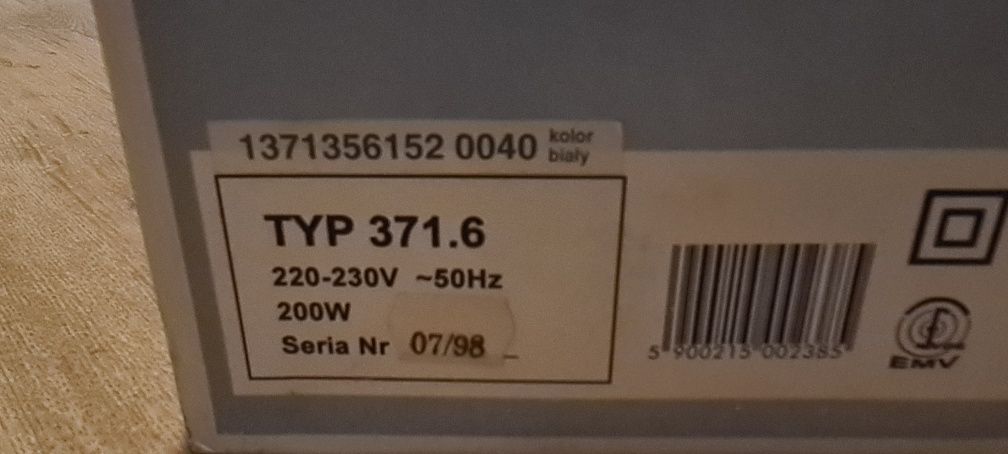 1371356152 0040 kolor
biały
TYP 371.6
220-230V ~50Hz
200W
Seria Nr 07/98
5 900215 002385
EMV